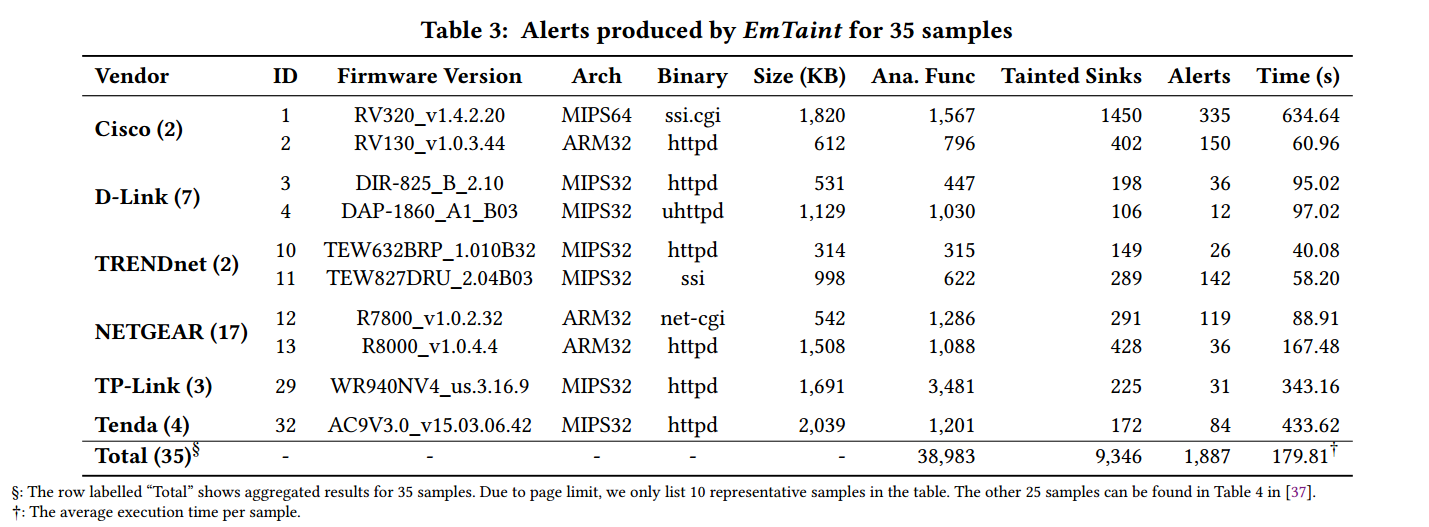 Table 3: Alerts produced by EmTaint for 35 samples
Vendor ID Firmware Version Arch Binary Size (KB) Ana. Func Tainted Sinks Alerts Time (s)
Cisco (2)
1 RV320_v1.4.2.20 MIPS64 ssi.cgi 1,820 1,567 1450 335 634.64
2 RV130_v1.0.3.44 ARM32 httpd 612 796 402 150 60.96
D-Link (7)
3 DIR-825_B_2.10 MIPS32 httpd 531 447 198 36 95.02
4 DAP-1860_A1_B03 MIPS32 uhttpd 1,129 1,030 106 12 97.02
TRENDnet (2)
10 TEW632BRP_1.010B32 MIPS32 httpd 314 315 149 26 40.08
11 TEW827DRU_2.04B03 MIPS32 ssi 998 622 289 142 58.20
NETGEAR (17)
12 R7800_v1.0.2.32 ARM32 net-cgi 542 1,286 291 119 88.91
13 R8000_v1.0.4.4 ARM32 httpd 1,508 1,088 428 36 167.48
TP-Link (3) 29 WR940NV4_us.3.16.9 MIPS32 httpd 1,691 3,481 225 31 343.16
Tenda (4) 32 AC9V3.0_v15.03.06.42 MIPS32 httpd 2,039 1,201 172 84 433.62
Total (35)§ - - - - - 38,983 9,346 1,887 179.81†
§: The row labelled “Total” shows aggregated results for 35 samples. Due to page limit, we only list 10 representative samples in the table. The other 25 samples can be found in Table 4 in [37].
†: The average execution time per sample.